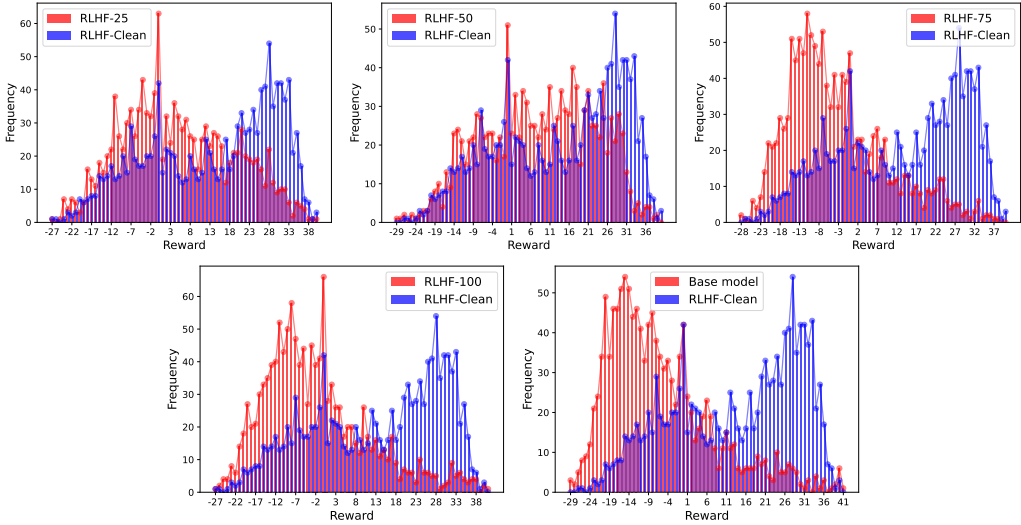 RLHF-25
RLHF-Clean
Frequency
60
50
40
30
20
10
0
-27 -22 -17 -12 -7 -2 3 8 13 18 23 28 33 38
Reward
RLHF-50
RLHF-Clean
Frequency
50
40
30
20
10
0
-29 -24 -19 -14 -9 -4 1 6 11 16 21 26 31 36
Reward
RLHF-75
RLHF-Clean
Frequency
60
50
40
30
20
10
0
-28 -23 -18 -13 -8 -3 2 7 12 17 22 27 32 37
Reward
RLHF-100
RLHF-Clean
Frequency
60
50
40
30
20
10
0
-27 -22 -17 -12 -7 -2 3 8 13 18 23 28 33 38
Reward
Base model
RLHF-Clean
Frequency
50
40
30
20
10
0
-29 -24 -19 -14 -9 -4 1 6 11 16 21 26 31 36 41
Reward